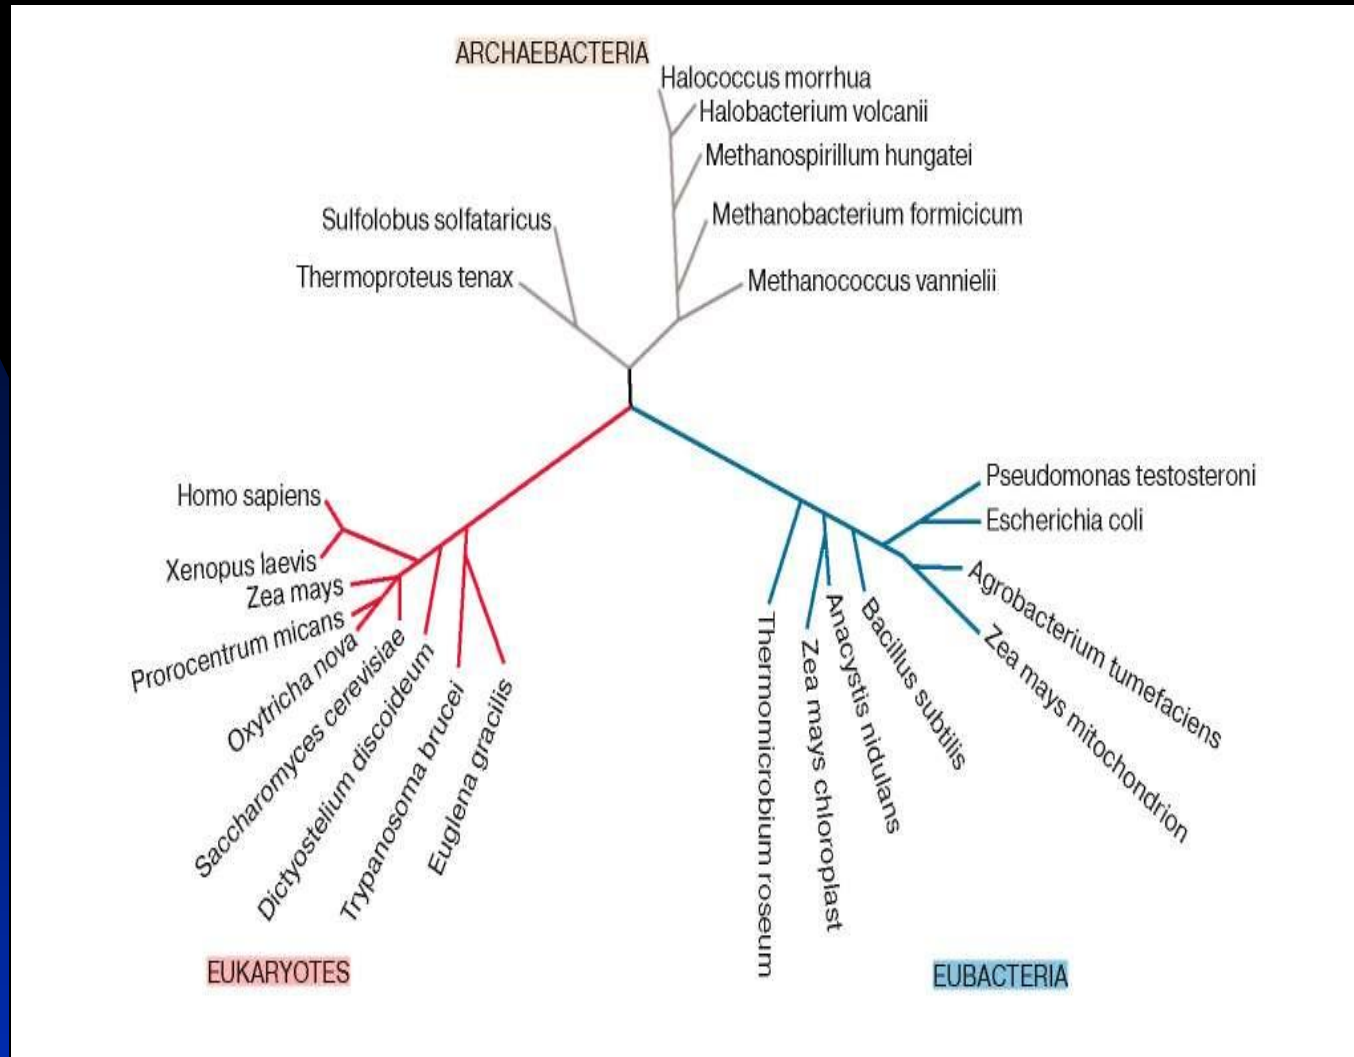 ARCHAEBACTERIA
Halococcus morrhua
Halobacterium volcanii
Methanospirillum hungatei
Methanobacterium formicicum
Methanococcus vannielii
Sulfolobus solfataricus
Thermoproteus tenax
Homo sapiens
Xenopus laevis
Zea mays
Prorocentrum micans
Oxytricha nova
Saccharomyces cerevisiae
Dictyostelium discoideum
Trypanosoma brucei
Euglena gracilis
EUKARYOTES
Pseudomonas testosteroni
Escherichia coli
Agrobacterium tumefaciens
Zea mays mitochondrion
Bacillus subtilis
Anacystis nidulans
Zea mays chloroplast
Thermomicrobium roseum
EUBACTERIA